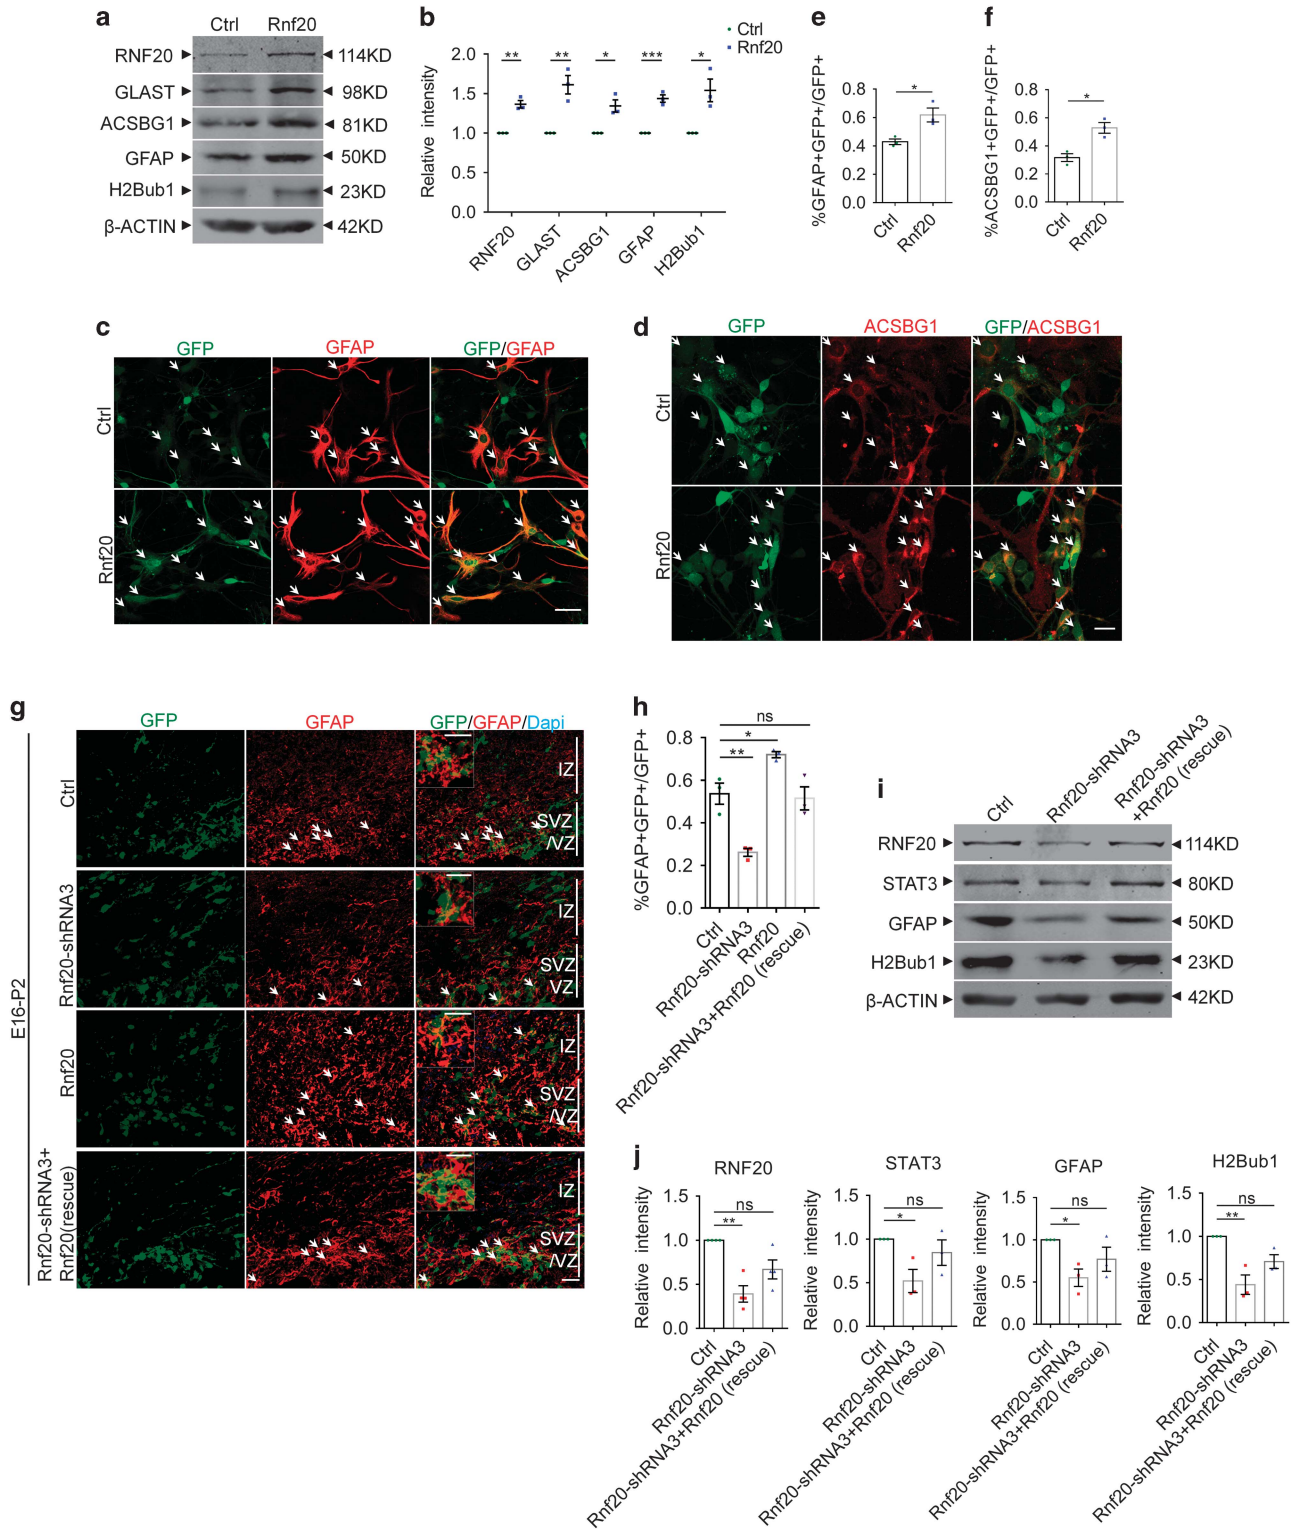 a
Ctrl Rnf20
RNF20 114KD
GLAST 98KD
ACSBG1 81KD
GFAP 50KD
H2Bub1 23KD
β-ACTIN 42KD
b
Ctrl
Rnf20
Relative intensity
2.0
1.5
1.0
0.5
0.0
** ** * *** *
RNF20 GLAST ACSBG1 GFAP H2Bub1
e
%GFAP+GFP+/GFP+
0.8
0.6
0.4
0.2
0.0
*
Ctrl Rnf20
f
%ACSBG1+GFP+/GFP+
0.8
0.6
0.4
0.2
0.0
*
Ctrl Rnf20
c
GFP GFAP GFP/GFAP
Ctrl
Rnf20
d
GFP ACSBG1 GFP/ACSBG1
Ctrl
Rnf20
g
GFP GFAP GFP/GFAP/Dapi
E16-P2
Ctrl
IZ
SVZ
/VZ
Rnf20-shRNA3
IZ
SVZ
VZ
Rnf20
IZ
SVZ
/VZ
Rnf20-shRNA3+
Rnf20(rescue)
IZ
SVZ
/VZ
h
%GFAP+GFP+/GFP+
0.8
0.6
0.4
0.2
0.0
ns
*
**
Ctrl
Rnf20-shRNA3
Rnf20
Rnf20-shRNA3+Rnf20 (rescue)
i
Ctrl
Rnf20-shRNA3
Rnf20-shRNA3
+Rnf20 (rescue)
RNF20 114KD
STAT3 80KD
GFAP 50KD
H2Bub1 23KD
β-ACTIN 42KD
j
RNF20
Relative intensity
1.5
1.0
0.5
0.0
ns
**
Ctrl
Rnf20-shRNA3
Rnf20-shRNA3+Rnf20 (rescue)
STAT3
Relative intensity
1.5
1.0
0.5
0.0
ns
*
Ctrl
Rnf20-shRNA3
Rnf20-shRNA3+Rnf20 (rescue)
GFAP
Relative intensity
1.5
1.0
0.5
0.0
ns
*
Ctrl
Rnf20-shRNA3
Rnf20-shRNA3+Rnf20 (rescue)
H2Bub1
Relative intensity
1.5
1.0
0.5
0.0
ns
**
Ctrl
Rnf20-shRNA3
Rnf20-shRNA3+Rnf20 (rescue)